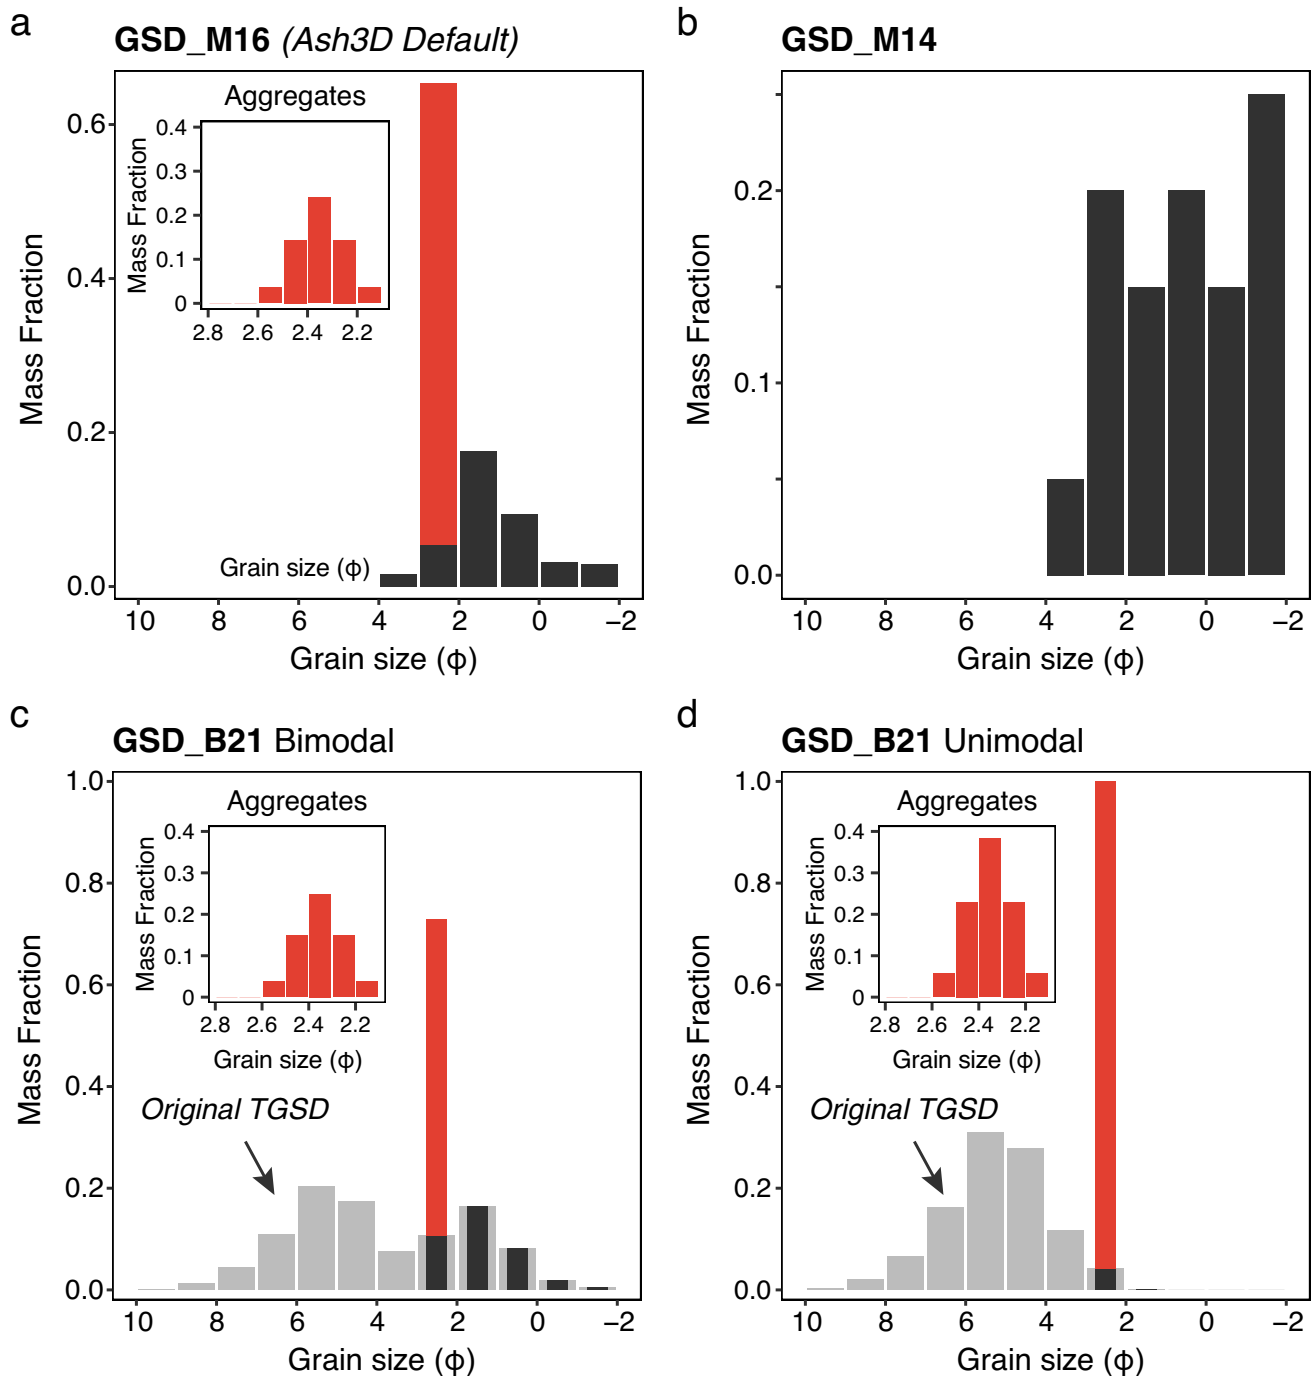 a
GSD_M16 (Ash3D Default)
Aggregates
Mass Fraction
0.4
0.3
0.2
0.1
0
2.8 2.6 2.4 2.2
Grain size (ϕ)
Mass Fraction
0.6
0.4
0.2
0.0
10 8 6 4 2 0 −2
Grain size (ϕ)
b
GSD_M14
Mass Fraction
0.2
0.1
0.0
10 8 6 4 2 0 −2
Grain size (ϕ)
c
GSD_B21 Bimodal
Aggregates
Mass Fraction
0.4
0.3
0.2
0.1
0
2.8 2.6 2.4 2.2
Grain size (ϕ)
Original TGSD
Mass Fraction
1.0
0.8
0.6
0.4
0.2
0.0
10 8 6 4 2 0 −2
Grain size (ϕ)
d
GSD_B21 Unimodal
Aggregates
Mass Fraction
0.4
0.3
0.2
0.1
0
2.8 2.6 2.4 2.2
Grain size (ϕ)
Original TGSD
Mass Fraction
1.0
0.8
0.6
0.4
0.2
0.0
10 8 6 4 2 0 −2
Grain size (ϕ)